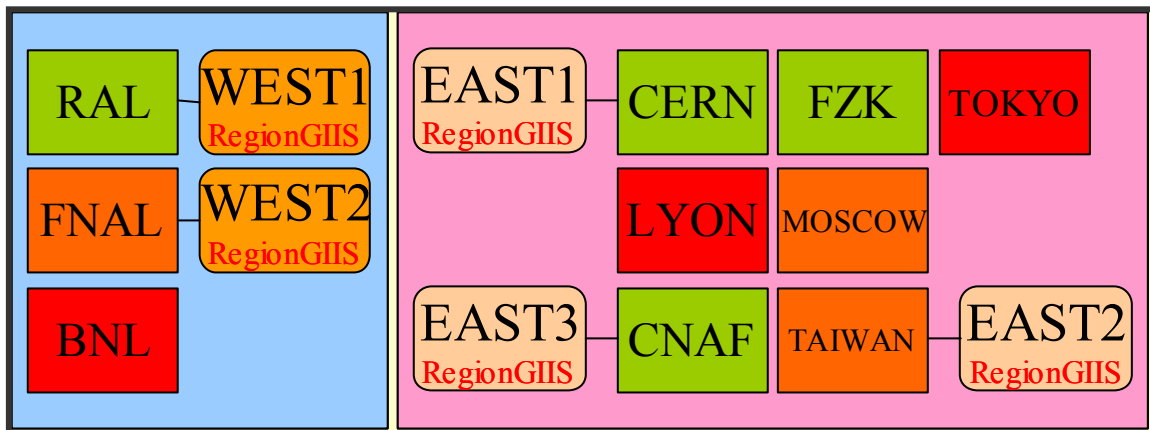 RAL
WEST1
RegionGIIS
FNAL
WEST2
RegionGIIS
BNL
EAST1
RegionGIIS
CERN
FZK
TOKYO
LYON
MOSCOW
EAST3
RegionGIIS
CNAF
TAIWAN
EAST2
RegionGIIS